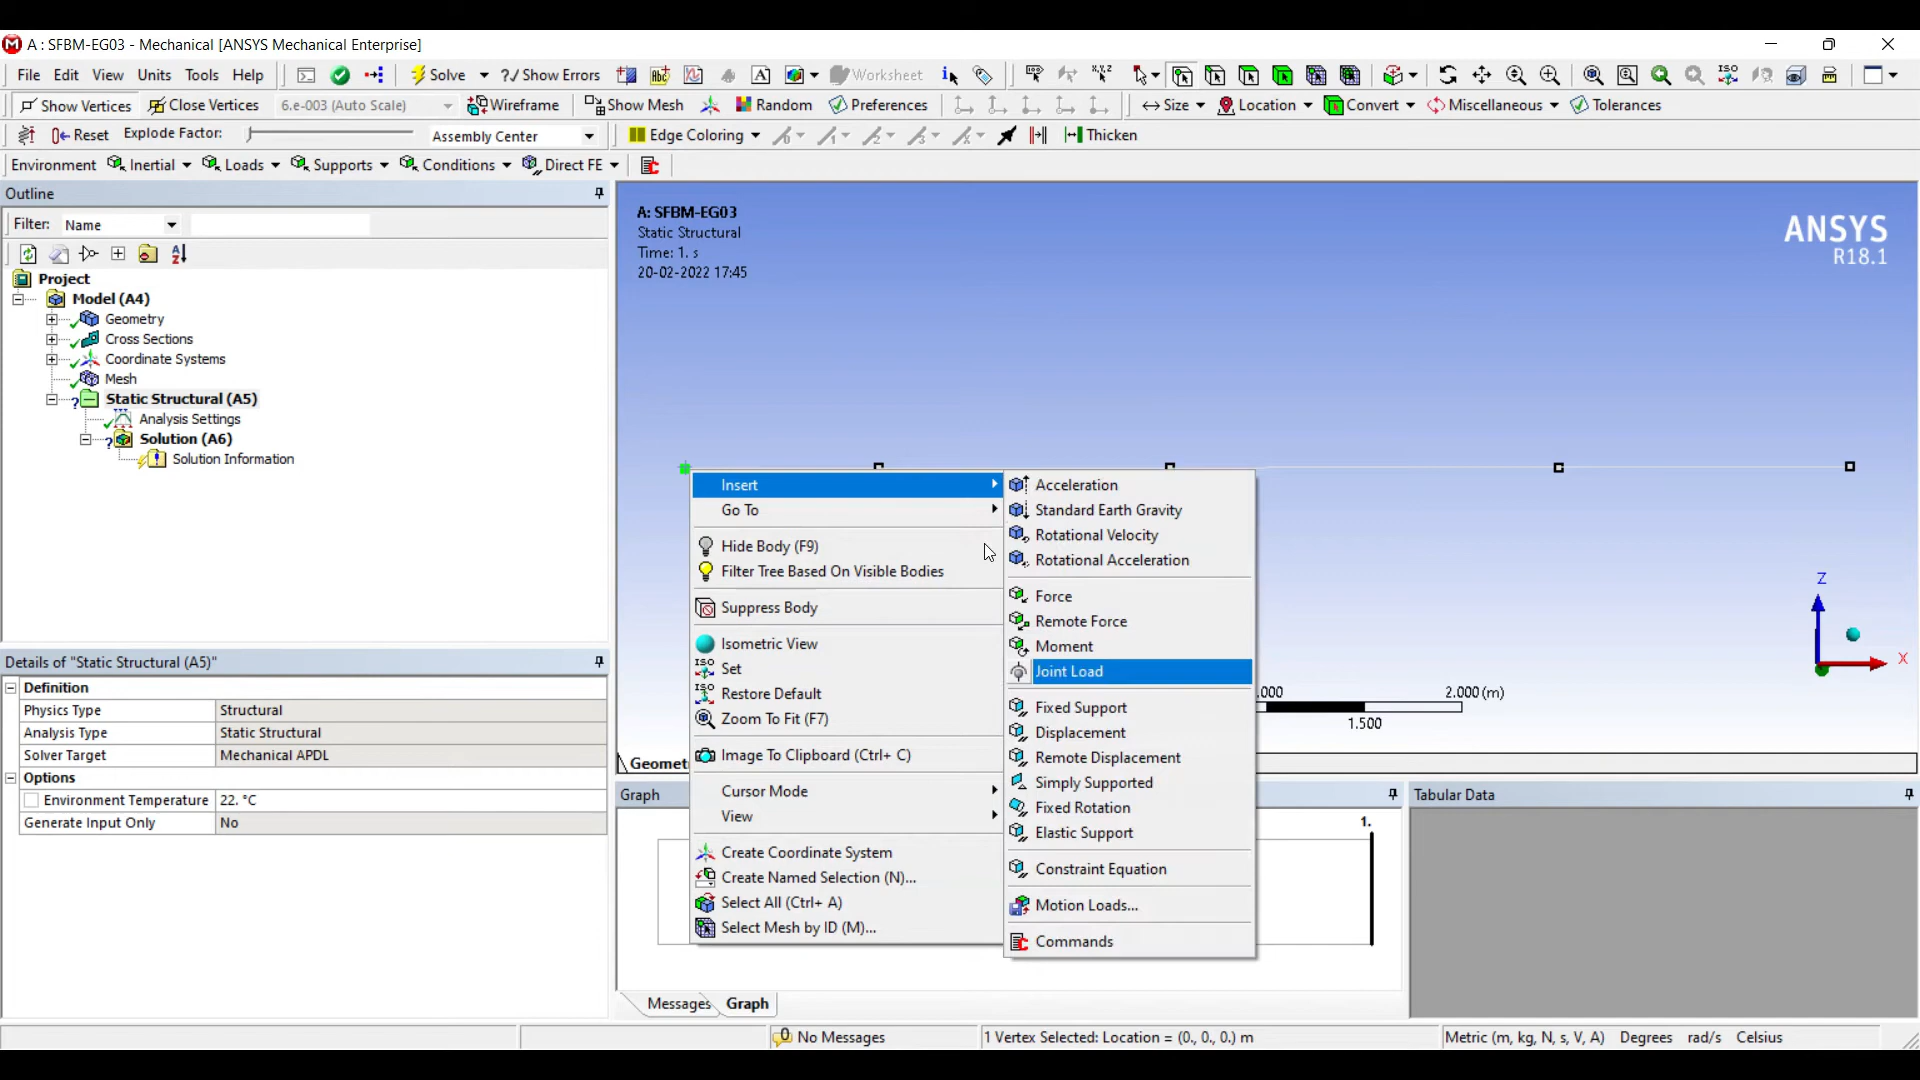 A : SFBM-EG03 - Mechanical [ANSYS Mechanical Enterprise]
File Edit View Units Tools Help Solve ?/ Show Errors Worksheet
Show Vertices Close Vertices 6.e-003 (Auto Scale) Wireframe Show Mesh Random Preferences Size Location Convert Miscellaneous Tolerances
Reset Explode Factor: Assembly Center Edge Coloring Thicken
Environment Inertial Loads Supports Conditions Direct FE
Outline
Filter: Name
Project
Model (A4)
Geometry
Cross Sections
Coordinate Systems
Mesh
Static Structural (A5)
Analysis Settings
Solution (A6)
Solution Information
Details of "Static Structural (A5)"
Definition
Physics Type Structural
Analysis Type Static Structural
Solver Target Mechanical APDL
Options
Environment Temperature 22. °C
Generate Input Only No
A: SFBM-EG03
Static Structural
Time: 1. s
20-02-2022 17:45
ANSYS
R18.1
Insert
Go To
Hide Body (F9)
Filter Tree Based On Visible Bodies
Suppress Body
Isometric View
ISO Set
ISO Restore Default
Zoom To Fit (F7)
Image To Clipboard (Ctrl+ C)
Cursor Mode
View
Create Coordinate System
Create Named Selection (N)...
Select All (Ctrl+ A)
Select Mesh by ID (M)...
Acceleration
Standard Earth Gravity
Rotational Velocity
Rotational Acceleration
Force
Remote Force
Moment
Joint Load
Fixed Support
Displacement
Remote Displacement
Simply Supported
Fixed Rotation
Elastic Support
Constraint Equation
Motion Loads...
Commands
Z
X
.000 2.000 (m)
1.500
Geomet
Graph
1.
Tabular Data
Messages Graph
No Messages 1 Vertex Selected: Location = (0., 0., 0.) m Metric (m, kg, N, s, V, A) Degrees rad/s Celsius